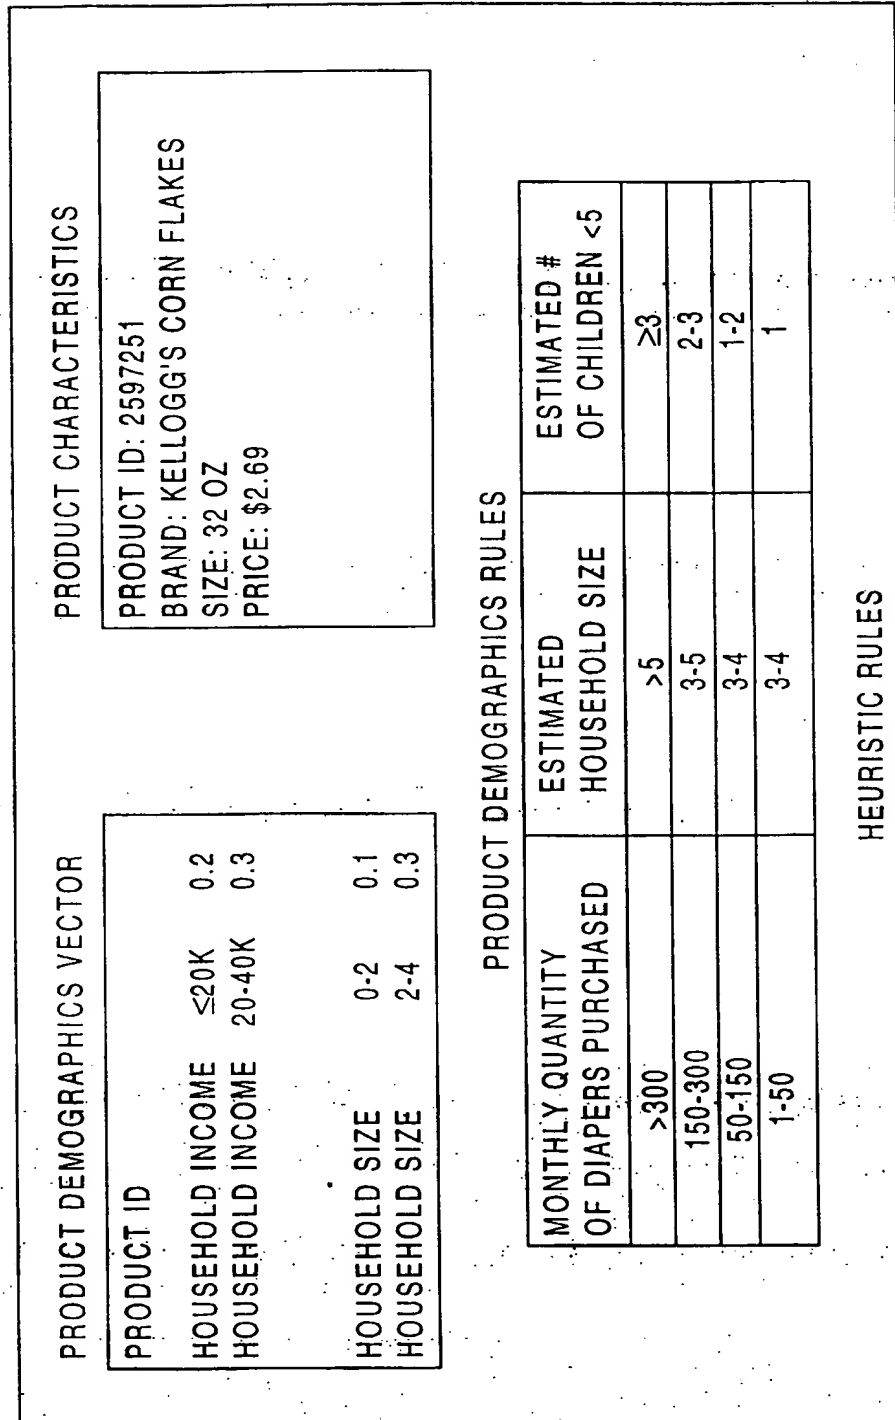 PRODUCT DEMOGRAPHICS VECTOR
PRODUCT ID
HOUSEHOLD INCOME ≤20K 0.2
HOUSEHOLD INCOME 20-40K 0.3
HOUSEHOLD SIZE 0-2 0.1
HOUSEHOLD SIZE 2-4 0.3
PRODUCT CHARACTERISTICS
PRODUCT ID: 2597251
BRAND: KELLOGG'S CORN FLAKES
SIZE: 32 OZ
PRICE: $2.69
PRODUCT DEMOGRAPHICS RULES
MONTHLY QUANTITY ESTIMATED ESTIMATED #
OF DIAPERS PURCHASED HOUSEHOLD SIZE OF CHILDREN <5
>300 >5 ≥3
150-300 3-5 2-3
50-150 3-4 1-2
1-50 3-4 1
HEURISTIC RULES